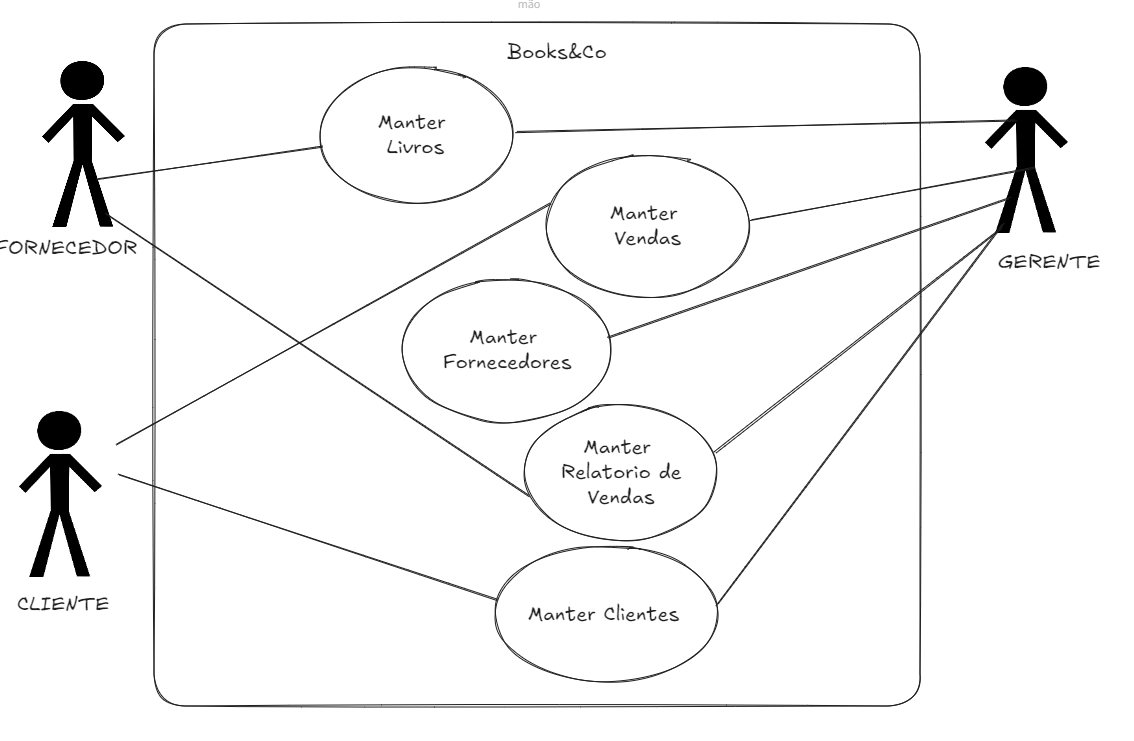 mão
Books&Co
Manter
Livros
Manter
Vendas
FORNECEDOR
GERENTE
Manter
Fornecedores
Manter
Relatorio de
Vendas
CLIENTE
Manter Clientes